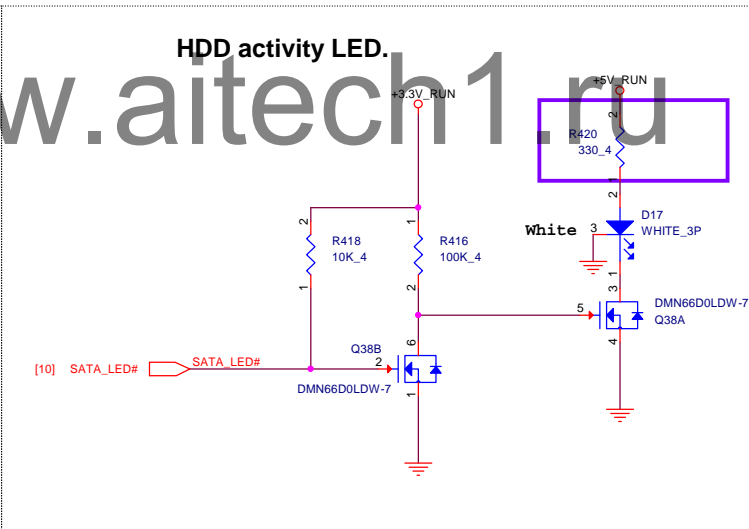 HDD activity LED.
w.aitech1.ru
+3.3V_RUN
+5V_RUN
2
R420
330_4
1
2
D17
White 3 WHITE_3P
1
2
R418
10K_4
1
1
R416
100K_4
2
3
5
DMN66D0LDW-7
Q38A
4
6
Q38B
2
DMN66D0LDW-7
1
[10] SATA_LED# SATA_LED#